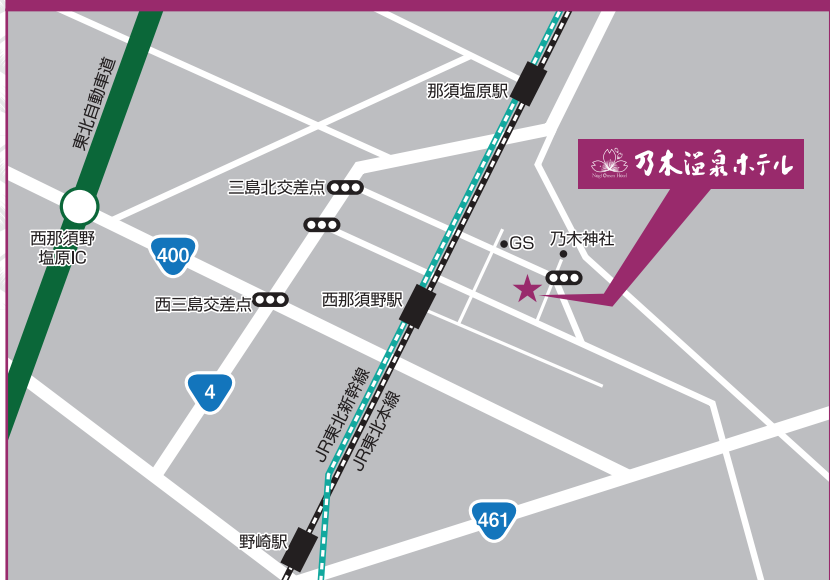 東北自動車道
那須塩原駅
乃木温泉ホテル
Nogi Onsen Hotel
三島北交差点
GS
乃木神社
西那須野
塩原IC
400
西三島交差点
西那須野駅
4
JR東北新幹線
JR東北本線
461
野崎駅